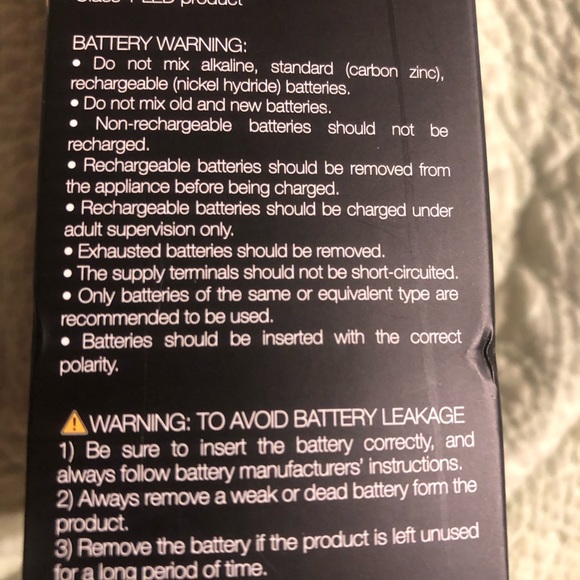 Class 1 LED product
BATTERY WARNING:
• Do not mix alkaline, standard (carbon zinc),
rechargeable (nickel hydride) batteries.
• Do not mix old and new batteries.
• Non-rechargeable batteries should not be
recharged.
• Rechargeable batteries should be removed from
the appliance before being charged.
• Rechargeable batteries should be charged under
adult supervision only.
• Exhausted batteries should be removed.
• The supply terminals should not be short-circuited.
• Only batteries of the same or equivalent type are
recommended to be used.
• Batteries should be inserted with the correct
polarity.
WARNING: TO AVOID BATTERY LEAKAGE
1) Be sure to insert the battery correctly, and
always follow battery manufacturers' instructions.
2) Always remove a weak or dead battery form the
product.
3) Remove the battery if the product is left unused
for a long period of time.